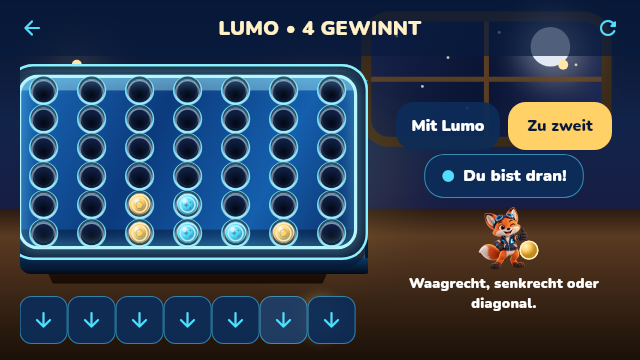 LUMO • 4 GEWINNT
Mit Lumo
Zu zweit
Du bist dran!
Waagrecht, senkrecht oder
diagonal.